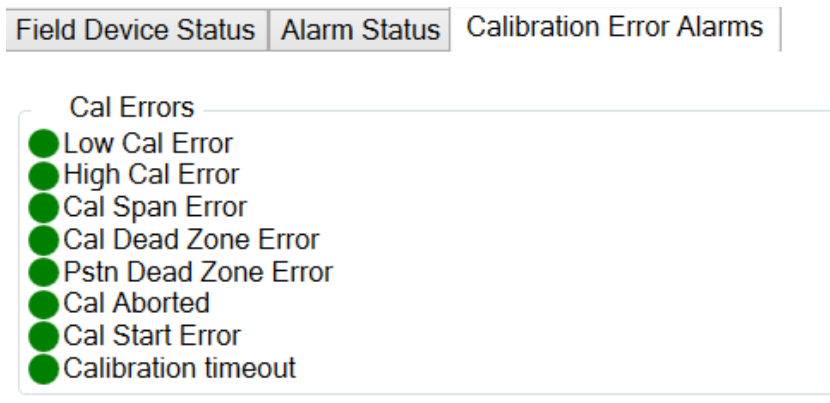 Field Device Status Alarm Status Calibration Error Alarms
Cal Errors
Low Cal Error
High Cal Error
Cal Span Error
Cal Dead Zone Error
Pstn Dead Zone Error
Cal Aborted
Cal Start Error
Calibration timeout